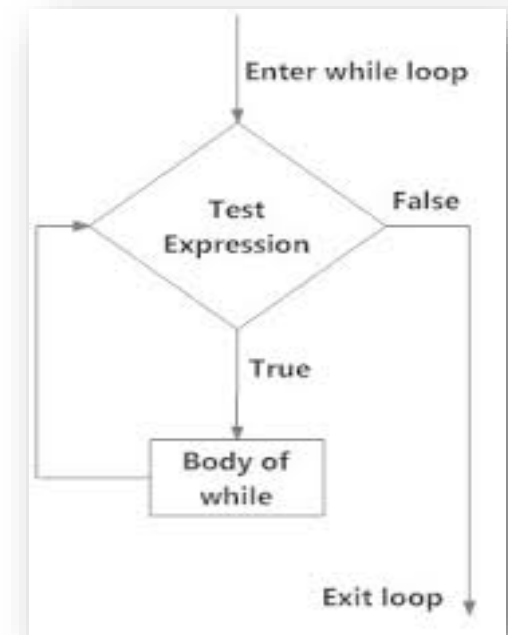 Enter while loop
Test
Expression
False
True
Body of
while
Exit loop